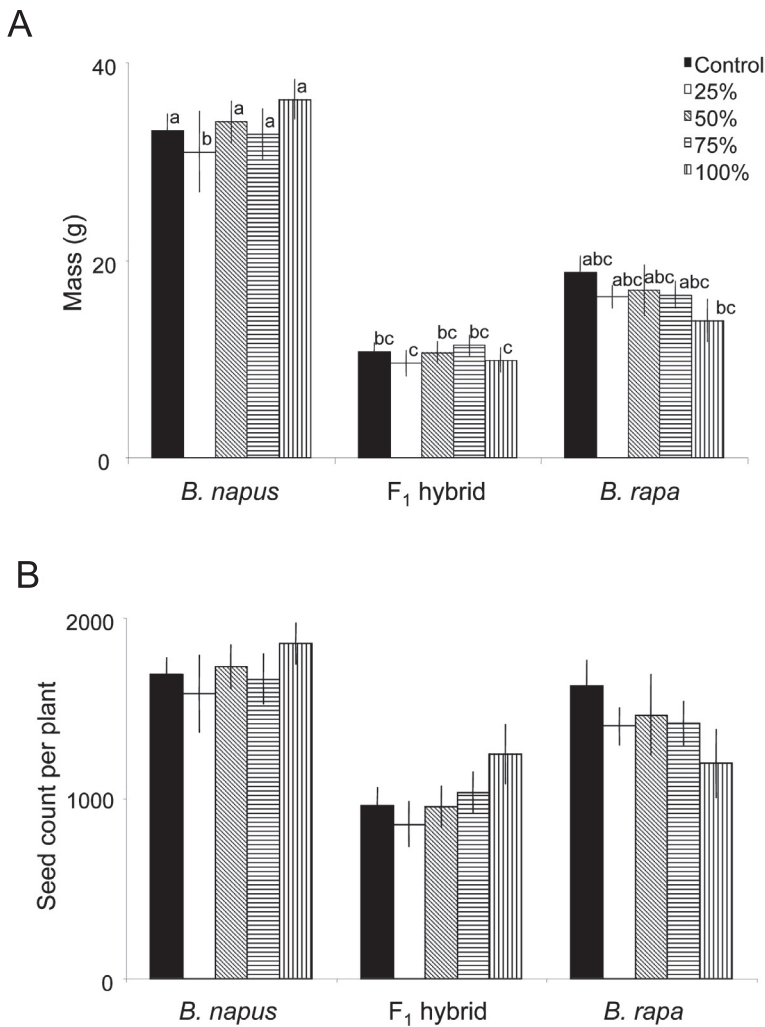 A
40
20
0
Mass (g)
Control
25%
50%
75%
100%
a
b
a
a
a
bc
c
bc
bc
c
abc
abc
abc
abc
bc
B. napus
F₁ hybrid
B. rapa
B
2000
1000
0
Seed count per plant
B. napus
F₁ hybrid
B. rapa